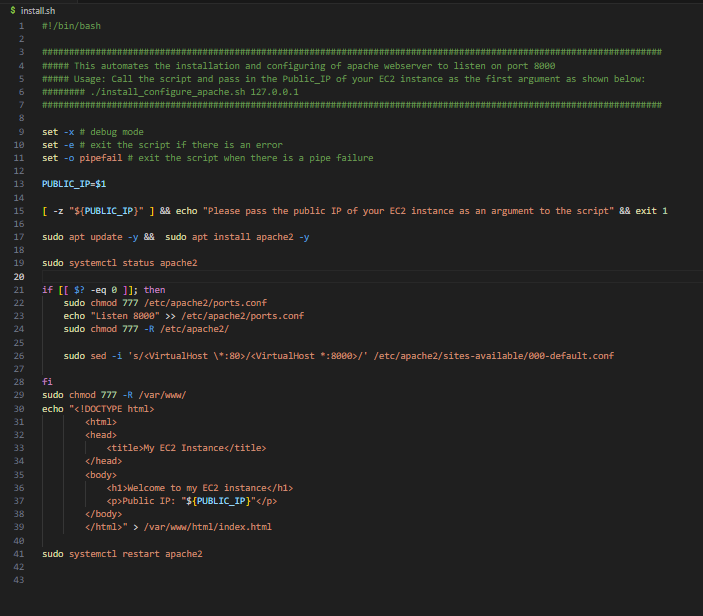 $ install.sh
1 #!/bin/bash
2
3 ####################################################################################################################
4 ##### This automates the installation and configuring of apache webserver to listen on port 8000
5 ##### Usage: Call the script and pass in the Public_IP of your EC2 instance as the first argument as shown below:
6 ######## ./install_configure_apache.sh 127.0.0.1
7 ####################################################################################################################
8
9 set -x # debug mode
10 set -e # exit the script if there is an error
11 set -o pipefail # exit the script when there is a pipe failure
12
13 PUBLIC_IP=$1
14
15 [ -z "${PUBLIC_IP}" ] && echo "Please pass the public IP of your EC2 instance as an argument to the script" && exit 1
16
17 sudo apt update -y &&  sudo apt install apache2 -y
18
19 sudo systemctl status apache2
20
21 if [[ $? -eq 0 ]]; then
22     sudo chmod 777 /etc/apache2/ports.conf
23     echo "Listen 8000" >> /etc/apache2/ports.conf
24     sudo chmod 777 -R /etc/apache2/
25
26     sudo sed -i 's/<VirtualHost \*:80>/<VirtualHost *:8000>/' /etc/apache2/sites-available/000-default.conf
27
28 fi
29 sudo chmod 777 -R /var/www/
30 echo "<!DOCTYPE html>
31         <html>
32         <head>
33             <title>My EC2 Instance</title>
34         </head>
35         <body>
36             <h1>Welcome to my EC2 instance</h1>
37             <p>Public IP: "${PUBLIC_IP}"</p>
38         </body>
39         </html>" > /var/www/html/index.html
40
41 sudo systemctl restart apache2
42
43